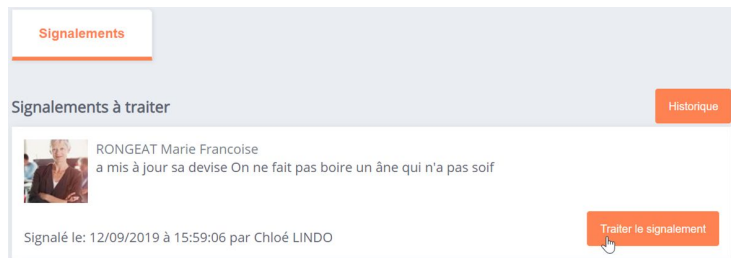 Signalements
Signalements à traiter
Historique
RONGEAT Marie Francoise
a mis à jour sa devise On ne fait pas boire un âne qui n'a pas soif
Signalé le: 12/09/2019 à 15:59:06 par Chloé LINDO
Traiter le signalement